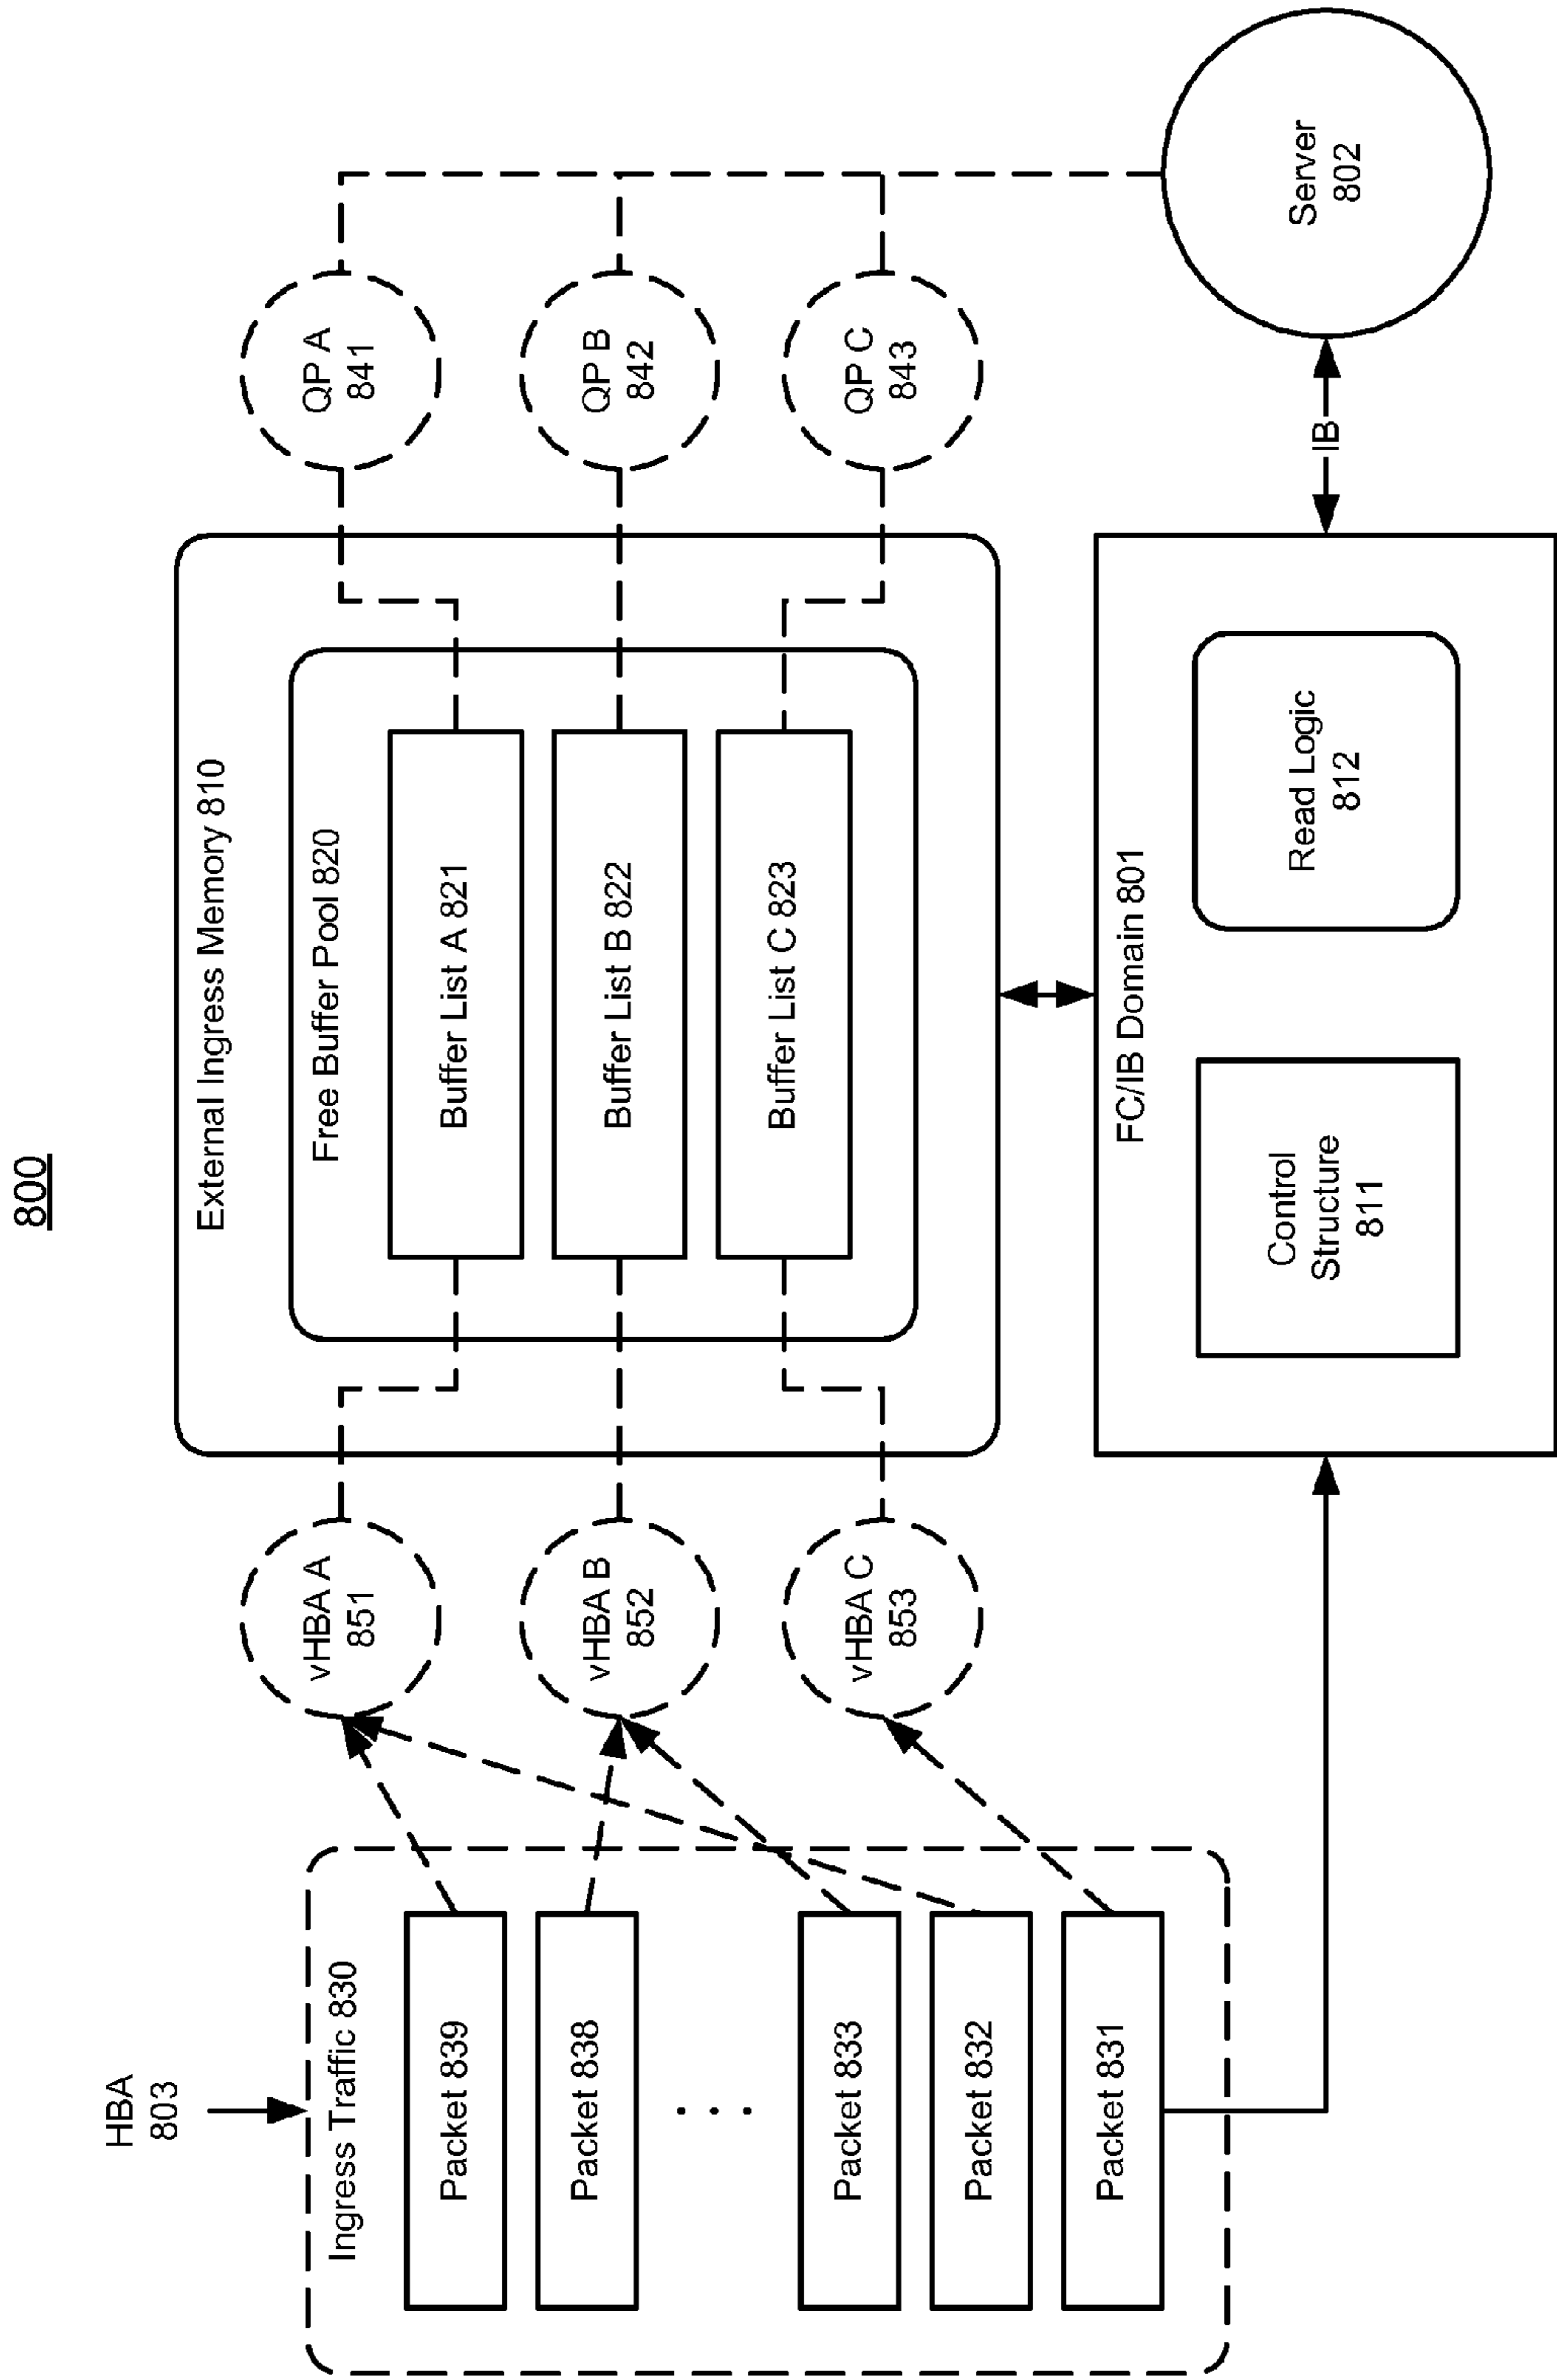 800
HBA
803
Ingress Traffic 830
Packet 839
Packet 838
. . .
Packet 833
Packet 832
Packet 831
vHBA A
851
vHBA B
852
vHBA C
853
External Ingress Memory 810
Free Buffer Pool 820
Buffer List A 821
Buffer List B 822
Buffer List C 823
QP A
841
QP B
842
QP C
843
FC/IB Domain 801
Control
Structure
811
Read Logic
812
IB
Server
802